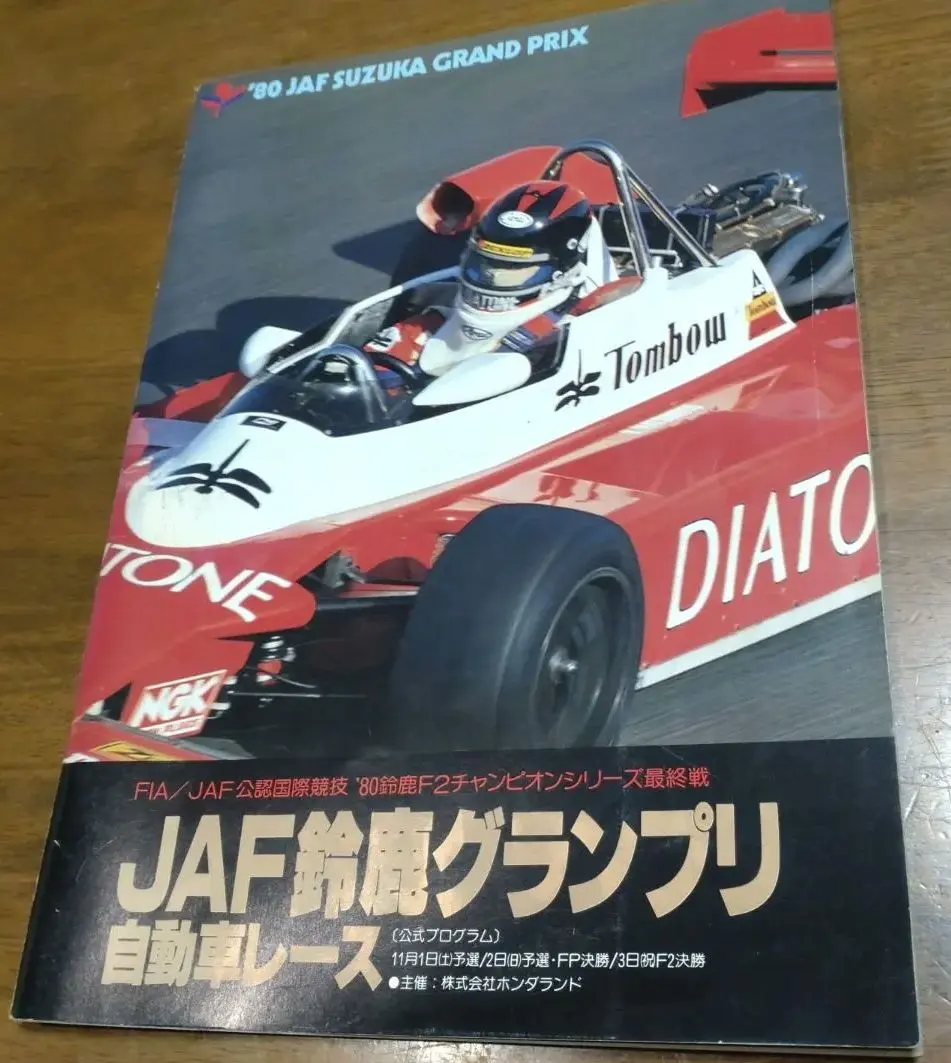 '80 JAF SUZUKA GRAND PRIX
DUNLOP
DIATONE
Arai
Tombow
Tombow
DIATO
TONE
NGK
FIA/JAF公認国際競技 '80鈴鹿F2チャンピオンシリーズ最終戦
JAF鈴鹿グランプリ
自動車レース
〔公式プログラム〕
11月1日(土)予選/2日(日)予選・FP決勝/3日(祝)F2決勝
●主催:株式会社ホンダランド